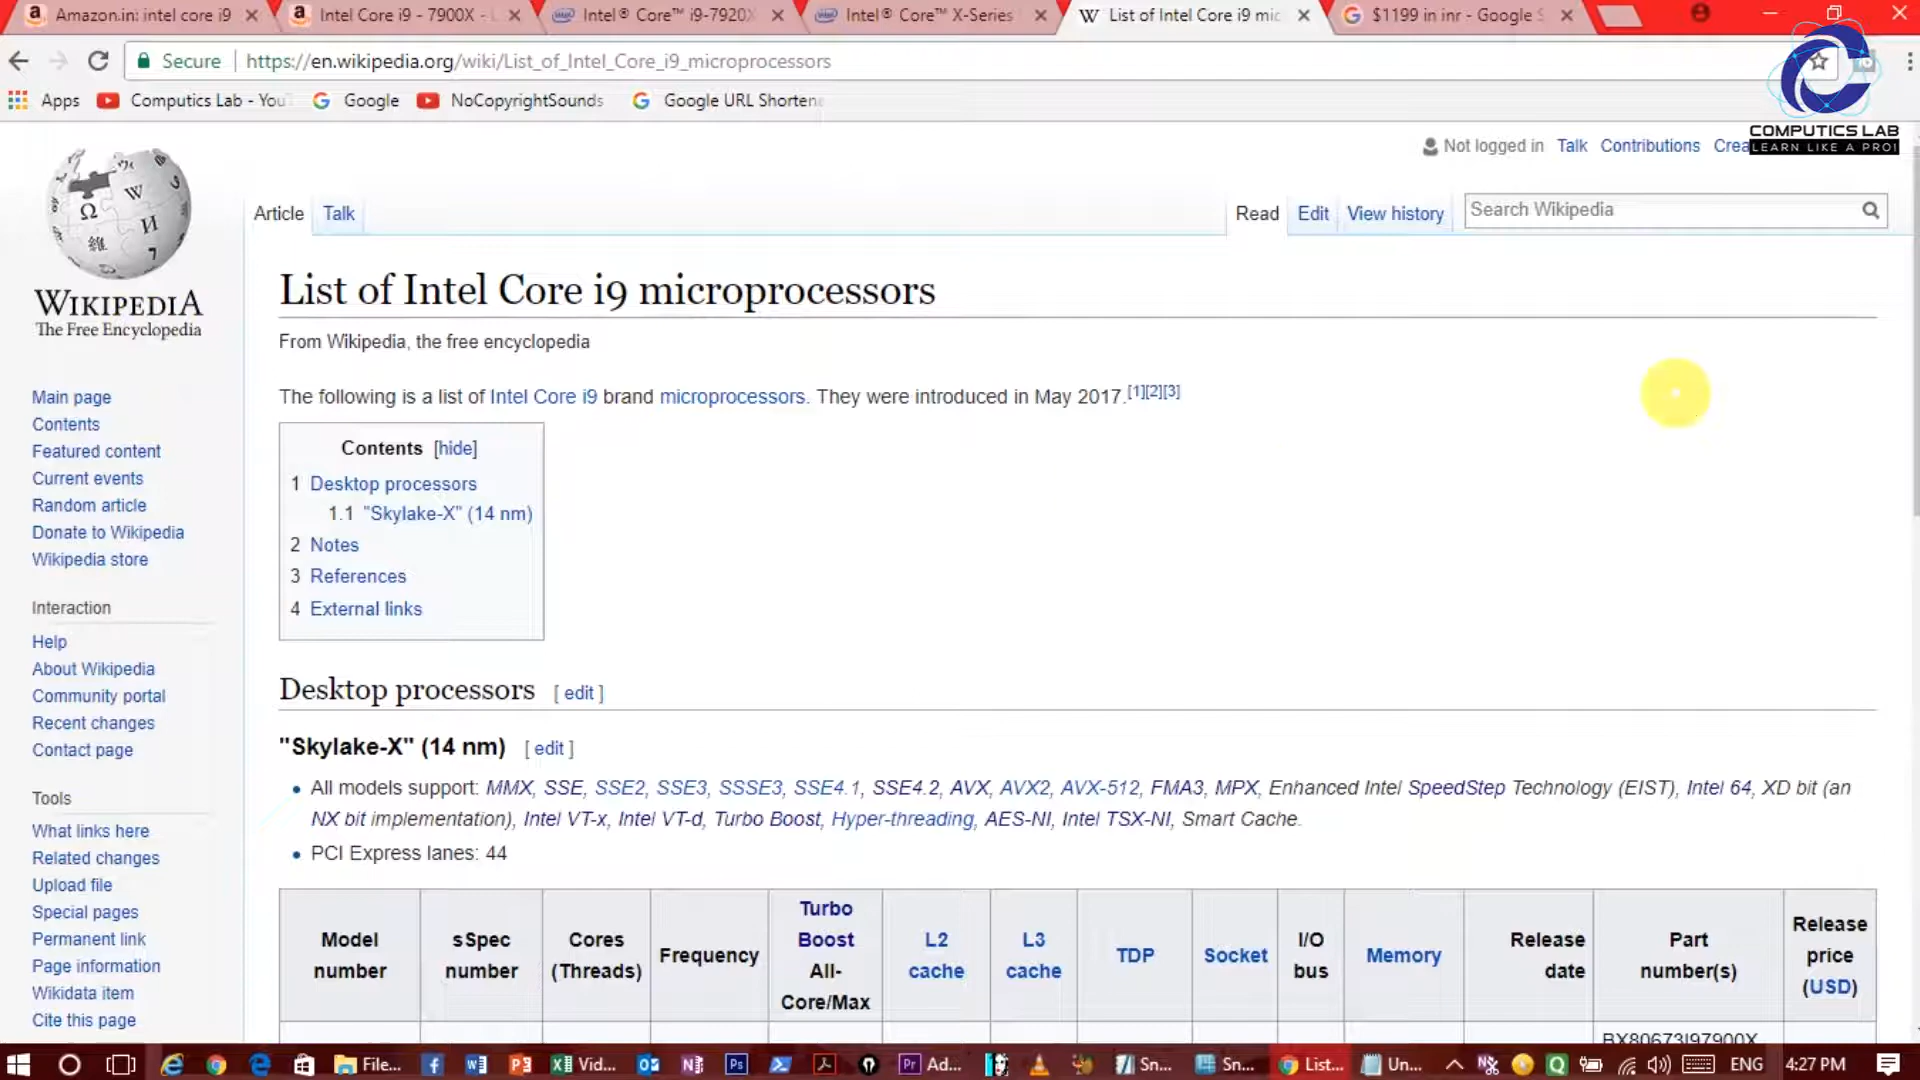 Amazon.in: intel core i9
Intel Core i9 - 7900X -
Intel® Core™ i9-7920X
Intel® Core™ X-Series
List of Intel Core i9 mic
$1199 in inr - Google S
Secure
https://en.wikipedia.org/wiki/List_of_Intel_Core_i9_microprocessors
Apps
Computics Lab - You
Google
NoCopyrightSounds
Google URL Shortene
COMPUTICS LAB
LEARN LIKE A PRO!
Not logged in Talk Contributions Crea
WIKIPEDIA
The Free Encyclopedia
Article Talk
Read Edit View history
Search Wikipedia
List of Intel Core i9 microprocessors
From Wikipedia, the free encyclopedia
The following is a list of Intel Core i9 brand microprocessors. They were introduced in May 2017.[1][2][3]
Contents [hide]
1 Desktop processors
1.1 "Skylake-X" (14 nm)
2 Notes
3 References
4 External links
Main page
Contents
Featured content
Current events
Random article
Donate to Wikipedia
Wikipedia store
Interaction
Help
About Wikipedia
Community portal
Recent changes
Contact page
Tools
What links here
Related changes
Upload file
Special pages
Permanent link
Page information
Wikidata item
Cite this page
Desktop processors [ edit ]
"Skylake-X" (14 nm) [ edit ]
• All models support: MMX, SSE, SSE2, SSE3, SSSE3, SSE4.1, SSE4.2, AVX, AVX2, AVX-512, FMA3, MPX, Enhanced Intel SpeedStep Technology (EIST), Intel 64, XD bit (an
NX bit implementation), Intel VT-x, Intel VT-d, Turbo Boost, Hyper-threading, AES-NI, Intel TSX-NI, Smart Cache.
• PCI Express lanes: 44
Model
number
sSpec
number
Cores
(Threads)
Frequency
Turbo
Boost
All-
Core/Max
L2
cache
L3
cache
TDP
Socket
I/O
bus
Memory
Release
date
Part
number(s)
Release
price
(USD)
BX80673I97900X
File...
Vid...
Ad...
Sn...
Sn...
List...
Un...
ENG
4:27 PM